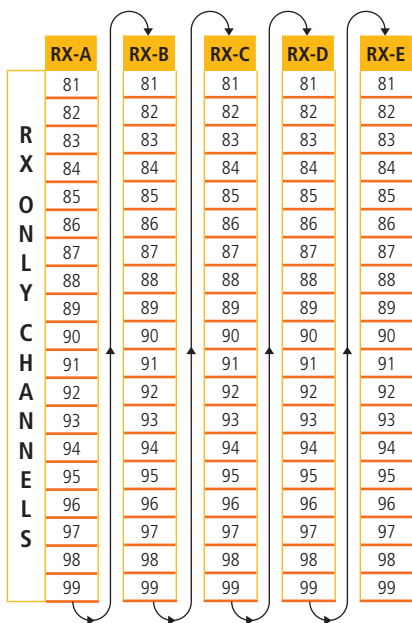 RX-A RX-B RX-C RX-D RX-E
RX ONLY CHANNELS
81 81 81 81 81
82 82 82 82 82
83 83 83 83 83
84 84 84 84 84
85 85 85 85 85
86 86 86 86 86
87 87 87 87 87
88 88 88 88 88
89 89 89 89 89
90 90 90 90 90
91 91 91 91 91
92 92 92 92 92
93 93 93 93 93
94 94 94 94 94
95 95 95 95 95
96 96 96 96 96
97 97 97 97 97
98 98 98 98 98
99 99 99 99 99